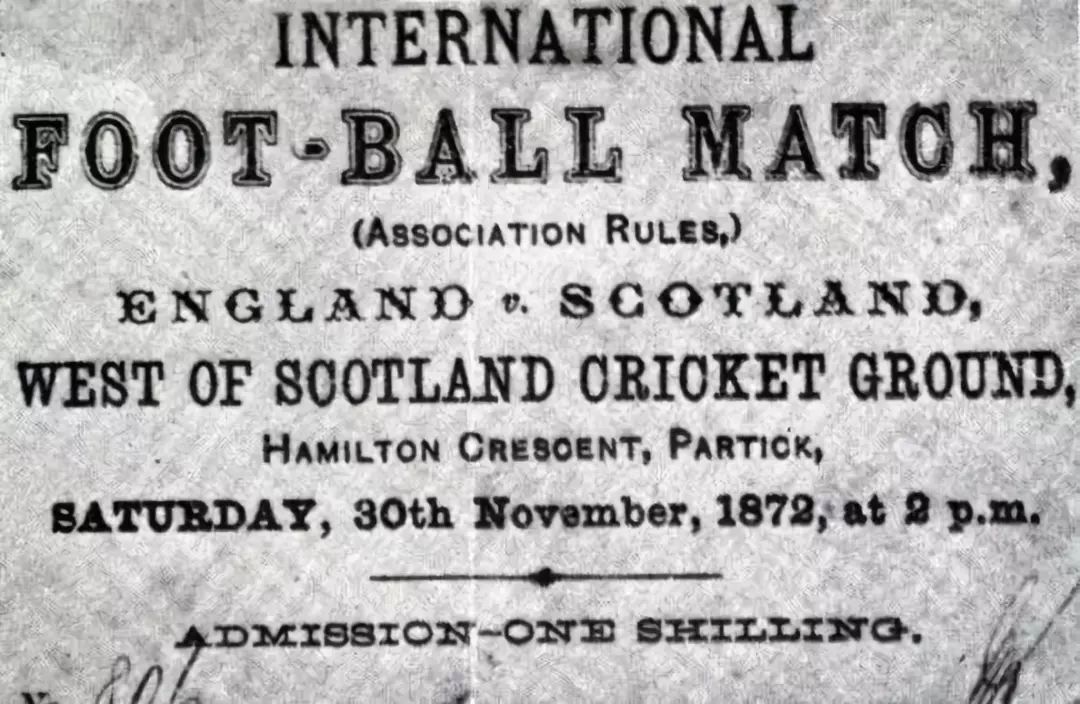 INTERNATIONAL
FOOT-BALL MATCH,
(ASSOCIATION RULES,)
ENGLAND v. SCOTLAND,
WEST OF SCOTLAND CRICKET GROUND,
HAMILTON CRESCENT, PARTICK,
SATURDAY, 30th November, 1872, at 2 p.m.
ADMISSION-ONE SHILLING.